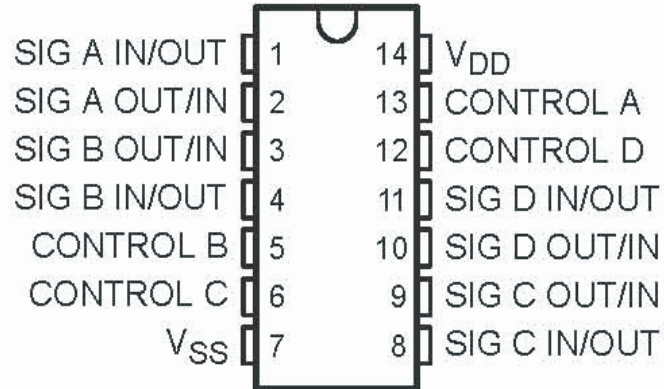 SIG A IN/OUT 1 14 VDD
SIG A OUT/IN 2 13 CONTROL A
SIG B OUT/IN 3 12 CONTROL D
SIG B IN/OUT 4 11 SIG D IN/OUT
CONTROL B 5 10 SIG D OUT/IN
CONTROL C 6 9 SIG C OUT/IN
VSS 7 8 SIG C IN/OUT